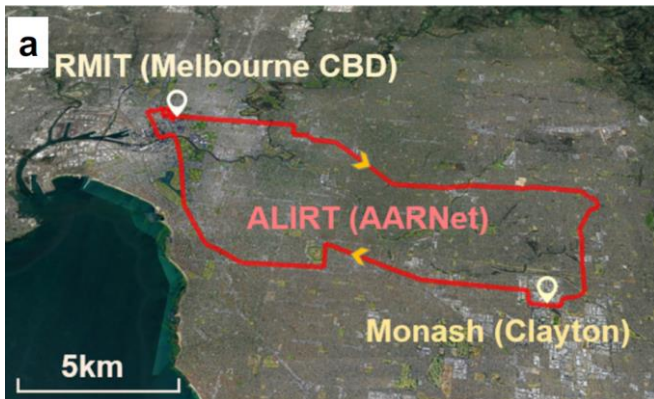 a
RMIT (Melbourne CBD)
ALIRT (AARNet)
Monash (Clayton)
5km